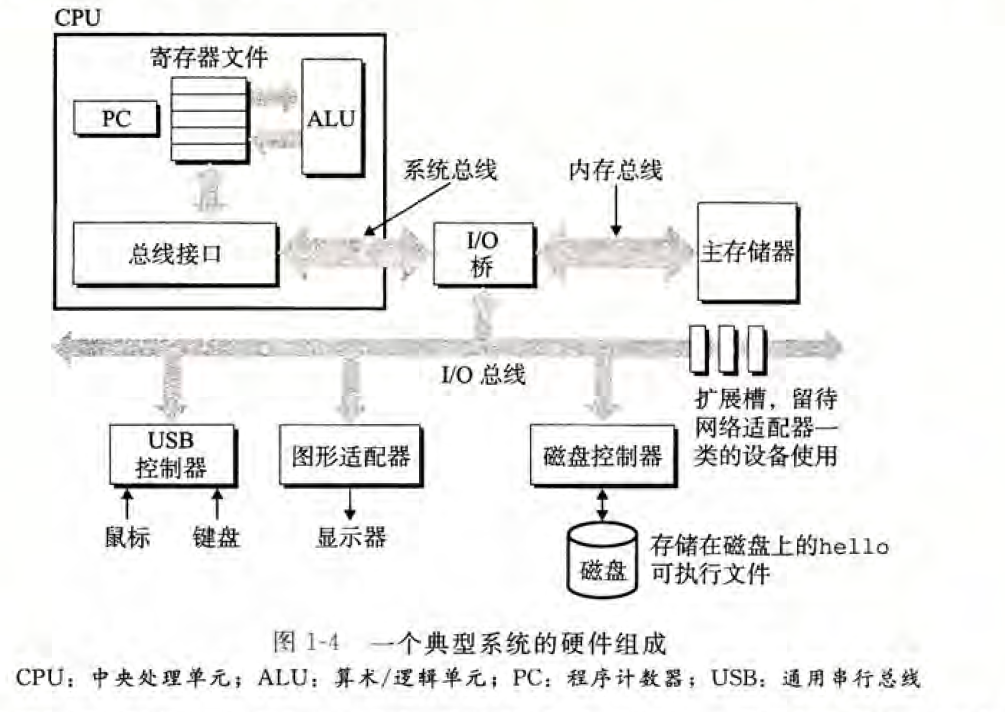 CPU
寄存器文件
PC
ALU
系统总线
内存总线
总线接口
I/O
桥
主存储器
I/O 总线
扩展槽，留待
网络适配器一
类的设备使用
USB
控制器
图形适配器
磁盘控制器
鼠标
键盘
显示器
磁盘
存储在磁盘上的hello
可执行文件
图 1-4 一个典型系统的硬件组成
CPU：中央处理单元；ALU：算术/逻辑单元；PC：程序计数器；USB：通用串行总线